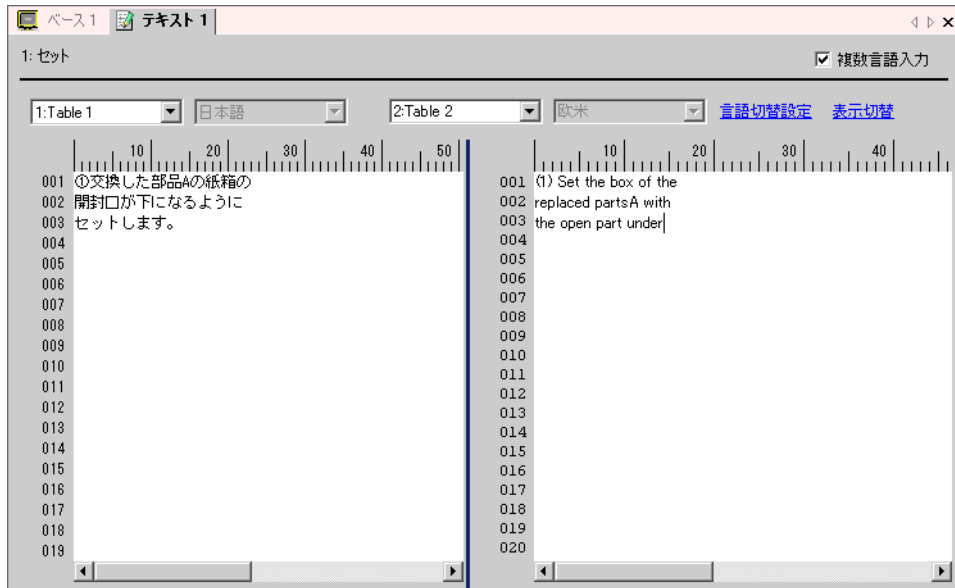 ベース 1 テキスト 1
1: セット
複数言語入力
1:Table 1 日本語 2:Table 2 欧米 言語切替設定 表示切替
10 20 30 40 50
10 20 30 40
001 ①交換した部品Aの紙箱の
002 開封口が下になるように
003 セットします。
004
005
006
007
008
009
010
011
012
013
014
015
016
017
018
019
001 (1) Set the box of the
002 replaced partsA with
003 the open part under
004
005
006
007
008
009
010
011
012
013
014
015
016
017
018
019
020